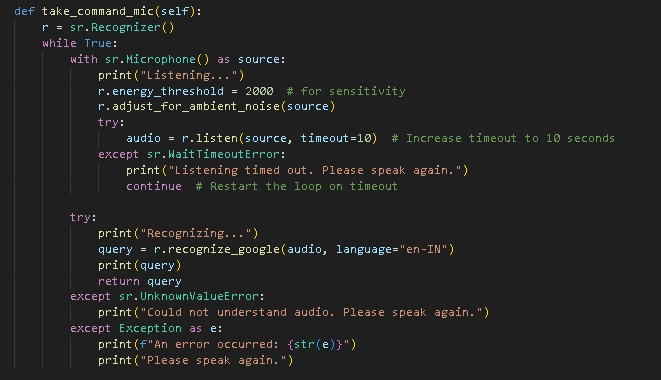 def take_command_mic(self):
    r = sr.Recognizer()
    while True:
        with sr.Microphone() as source:
            print("Listening...")
            r.energy_threshold = 2000  # for sensitivity
            r.adjust_for_ambient_noise(source)
            try:
                audio = r.listen(source, timeout=10)  # Increase timeout to 10 seconds
            except sr.WaitTimeoutError:
                print("Listening timed out. Please speak again.")
                continue  # Restart the loop on timeout

        try:
            print("Recognizing...")
            query = r.recognize_google(audio, language="en-IN")
            print(query)
            return query
        except sr.UnknownValueError:
            print("Could not understand audio. Please speak again.")
        except Exception as e:
            print(f"An error occurred: {str(e)}")
            print("Please speak again.")